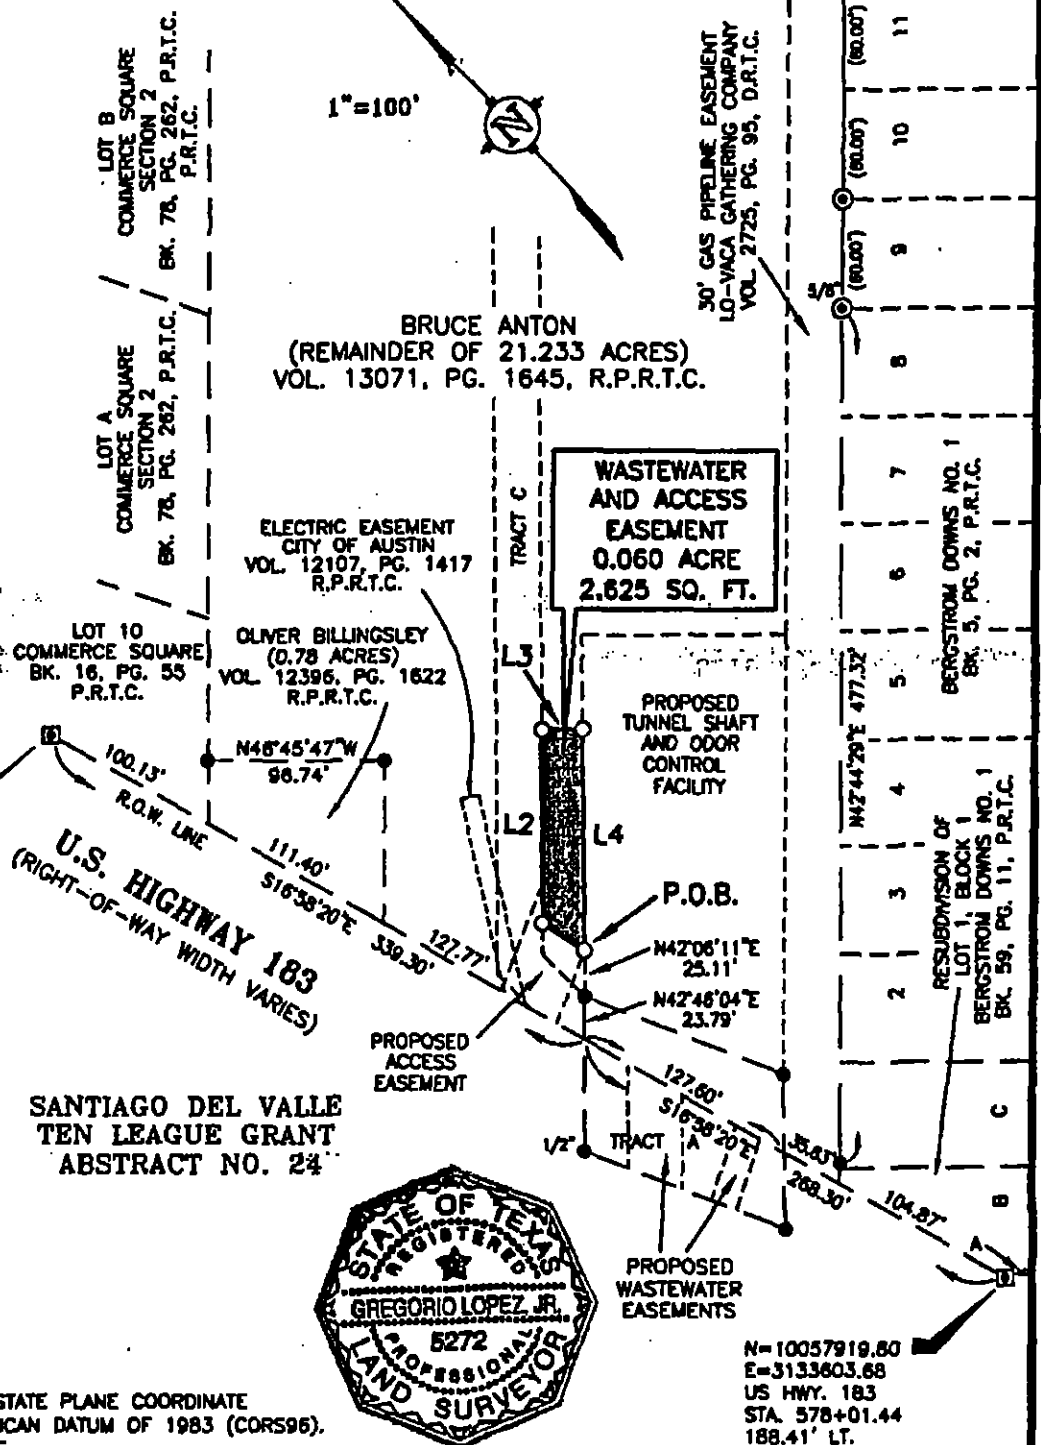 LOT B
COMMERCE SQUARE
SECTION 2
BK. 78, PG. 262, P.R.T.C.
P.R.T.C.
1"=100'
N
30' GAS PIPELINE EASEMENT
LO-VACA GATHERING COMPANY
VOL. 2725, PG. 95, D.R.T.C.
(60.00')
11
(60.00')
10
(60.00')
9
5/8"
8
BRUCE ANTON
(REMAINDER OF 21.233 ACRES)
VOL. 13071, PG. 1645, R.P.R.T.C.
LOT A
COMMERCE SQUARE
SECTION 2
BK. 78, PG. 262, P.R.T.C.
WASTEWATER
AND ACCESS
EASEMENT
0.060 ACRE
2,625 SQ. FT.
TRACT C
ELECTRIC EASEMENT
CITY OF AUSTIN
VOL. 12107, PG. 1417
R.P.R.T.C.
7
6
5
4
3
2
C
B
BERGSTROM DOWNS NO. 1
BK. 5, PG. 2, P.R.T.C.
LOT 10
COMMERCE SQUARE
BK. 16, PG. 55
P.R.T.C.
OLIVER BILLINGSLEY
(0.78 ACRES)
VOL. 12396, PG. 1622
R.P.R.T.C.
L3
PROPOSED
TUNNEL SHAFT
AND ODOR
CONTROL
FACILITY
N42°44'29"E 477.32'
N46°45'47"W
96.74'
100.13'
R.O.W. LINE
L2
L4
111.40'
S16°58'20"E 339.30'
127.77'
U.S. HIGHWAY 183
(RIGHT-OF-WAY WIDTH VARIES)
P.O.B.
N42°06'11"E
25.11'
N42°46'04"E
23.79'
RESUBDIVISION OF
LOT 1, BLOCK 1
BERGSTROM DOWNS NO. 1
BK. 59, PG. 11, P.R.T.C.
PROPOSED
ACCESS
EASEMENT
127.60'
S16°58'20"E
35.83'
268.30'
104.87'
1/2"
TRACT A
A
SANTIAGO DEL VALLE
TEN LEAGUE GRANT
ABSTRACT NO. 24
STATE OF TEXAS
REGISTERED
GREGORIO LOPEZ, JR.
5272
PROFESSIONAL
LAND SURVEYOR
PROPOSED
WASTEWATER
EASEMENTS
N=10057919.60
E=3133603.68
US HWY. 183
STA. 578+01.44
188.41' LT.
STATE PLANE COORDINATE
ICAN DATUM OF 1983 (CORS96).